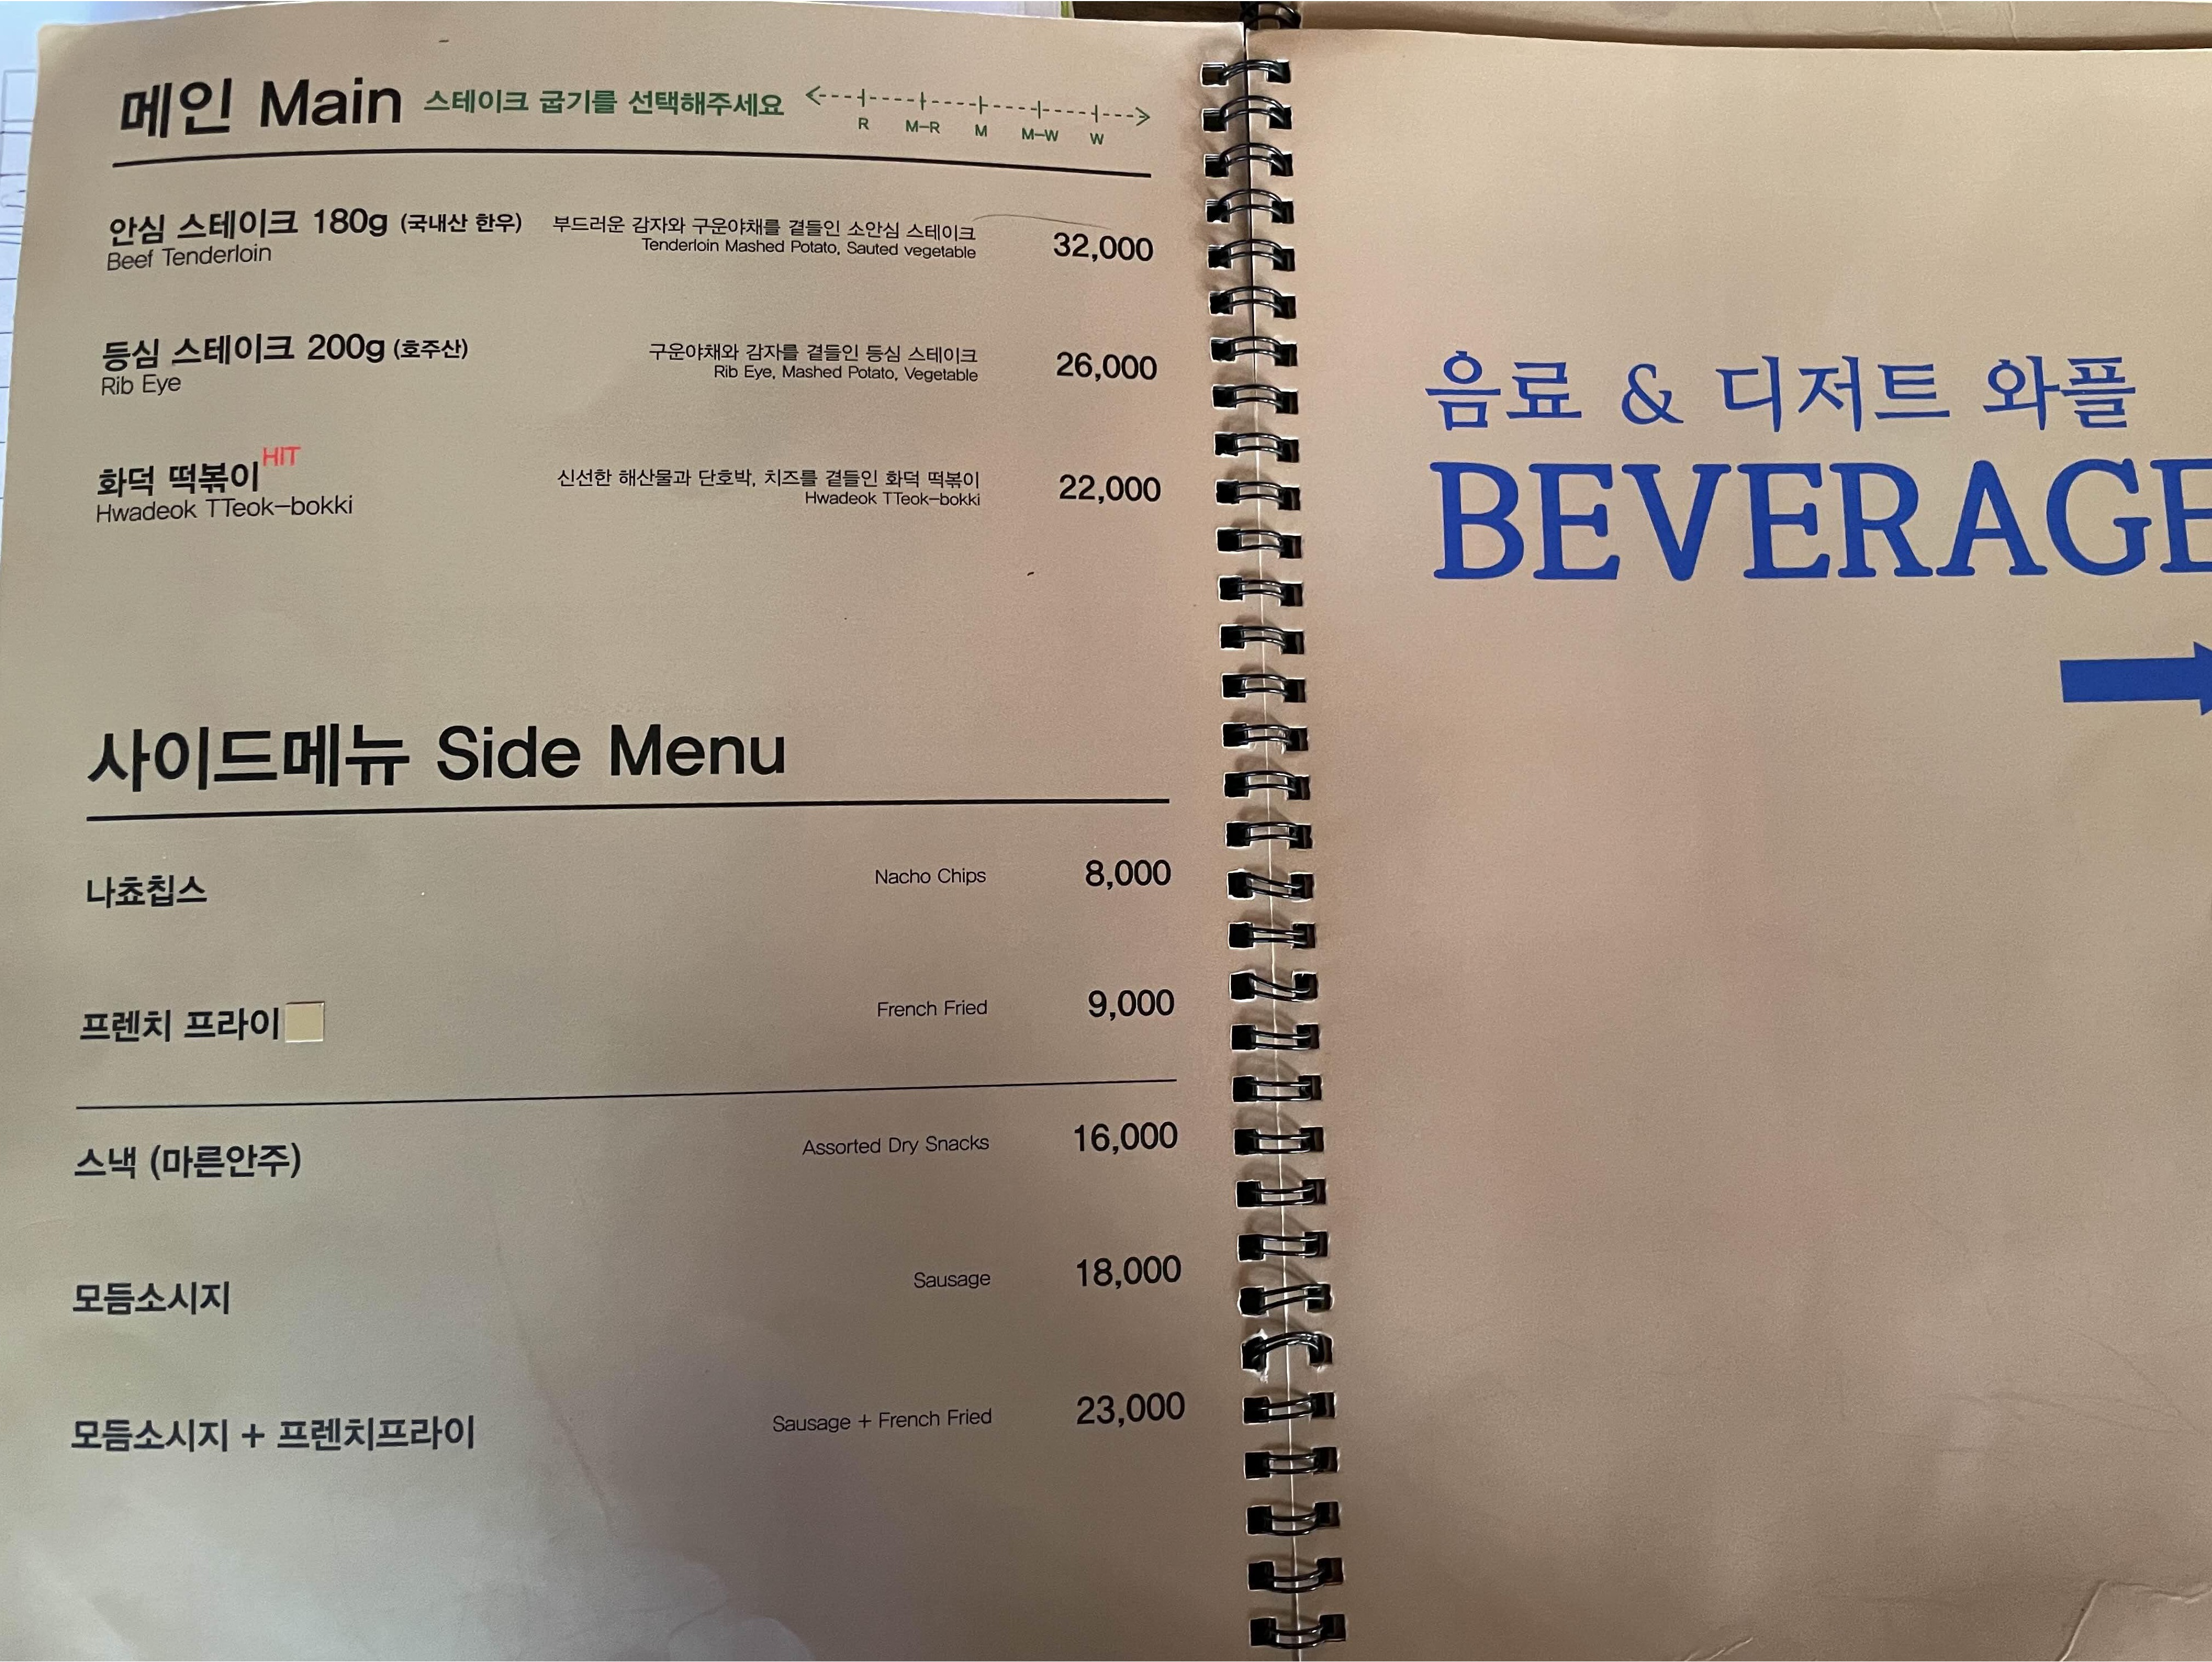 메인 Main 스테이크 굽기를 선택해주세요
R M-R M M-W W
안심 스테이크 180g (국내산 한우)
Beef Tenderloin
부드러운 감자와 구운야채를 곁들인 소안심 스테이크
Tenderloin Mashed Potato, Sauted vegetable
32,000
등심 스테이크 200g (호주산)
Rib Eye
구운야채와 감자를 곁들인 등심 스테이크
Rib Eye, Mashed Potato, Vegetable
26,000
화덕 떡볶이 HIT
Hwadeok TTeok-bokki
신선한 해산물과 단호박, 치즈를 곁들인 화덕 떡볶이
Hwadeok TTeok-bokki
22,000
사이드메뉴 Side Menu
나쵸칩스 Nacho Chips 8,000
프렌치 프라이 French Fried 9,000
스낵 (마른안주) Assorted Dry Snacks 16,000
모듬소시지 Sausage 18,000
모듬소시지 + 프렌치프라이 Sausage + French Fried 23,000
음료 & 디저트 와플
BEVERAGE